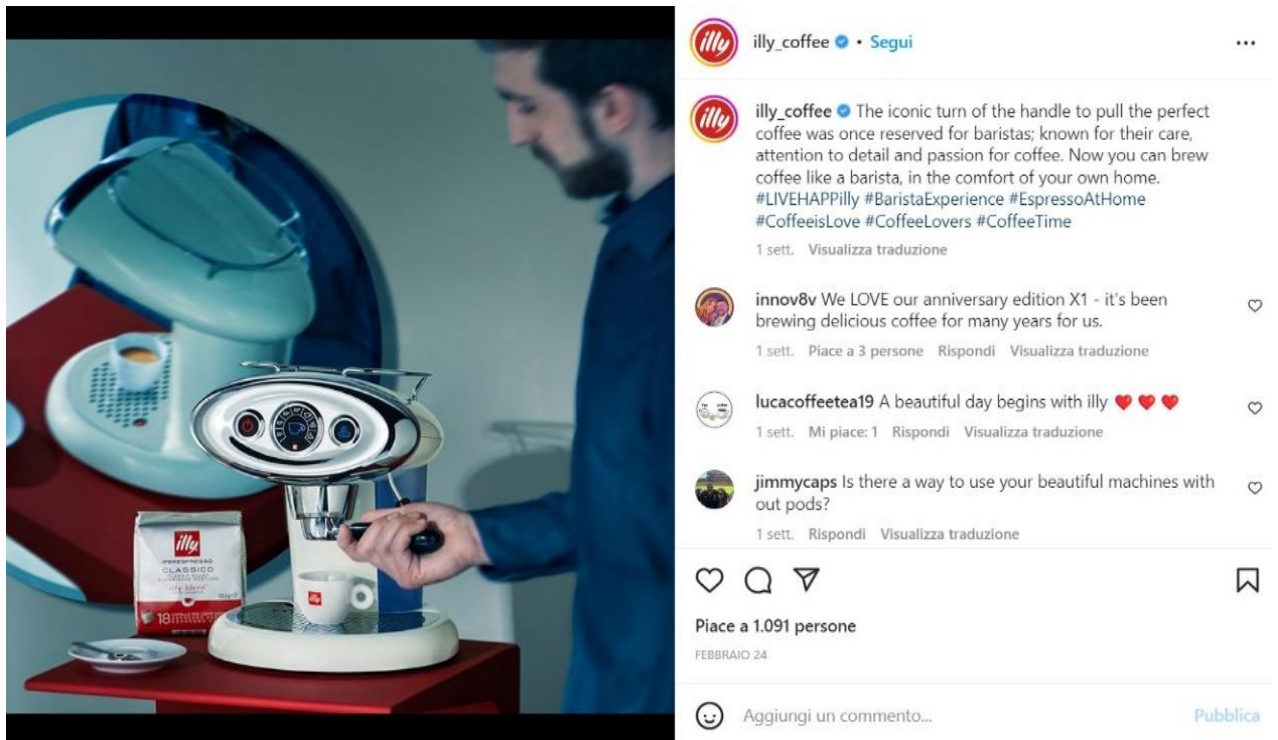 illy
IPERESPRESSO
CLASSICO
illy blend
18
illy
illy
illy_coffee • Segui
illy
illy_coffee The iconic turn of the handle to pull the perfect
coffee was once reserved for baristas; known for their care,
attention to detail and passion for coffee. Now you can brew
coffee like a barista, in the comfort of your own home.
#LIVEHAPPilly #BaristaExperience #EspressoAtHome
#CoffeeisLove #CoffeeLovers #CoffeeTime
1 sett. Visualizza traduzione
innov8v We LOVE our anniversary edition X1 - it's been
brewing delicious coffee for many years for us.
1 sett. Piace a 3 persone Rispondi Visualizza traduzione
lucacoffeetea19 A beautiful day begins with illy ❤️ ❤️ ❤️
1 sett. Mi piace: 1 Rispondi Visualizza traduzione
jimmycaps Is there a way to use your beautiful machines with
out pods?
1 sett. Rispondi Visualizza traduzione
Piace a 1.091 persone
FEBBRAIO 24
Aggiungi un commento... Pubblica